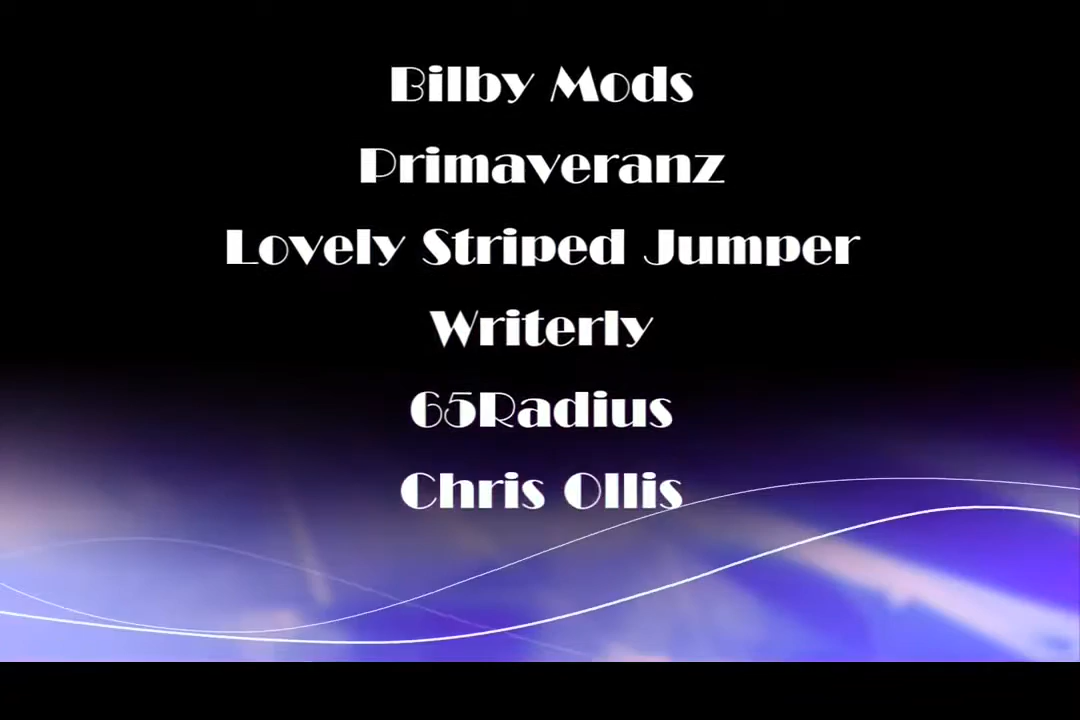 Bilby Mods
Primaveranz
Lovely Striped Jumper
Writerly
65Radius
Chris Ollis